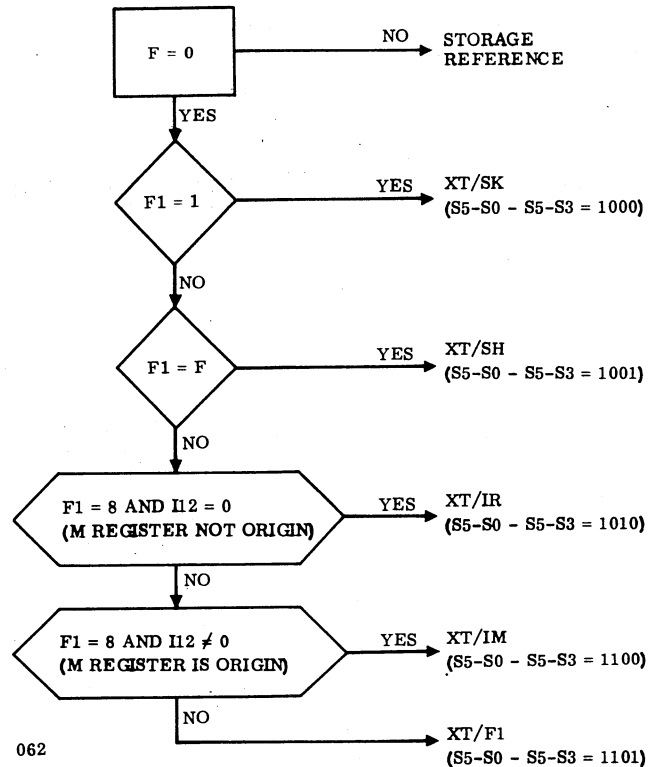 F = 0
NO
STORAGE
REFERENCE
YES
F1 = 1
YES
XT/SK
(S5-S0 - S5-S3 = 1000)
NO
F1 = F
YES
XT/SH
(S5-S0 - S5-S3 = 1001)
NO
F1 = 8 AND I12 = 0
(M REGISTER NOT ORIGIN)
YES
XT/IR
(S5-S0 - S5-S3 = 1010)
NO
F1 = 8 AND I12 ≠ 0
(M REGISTER IS ORIGIN)
YES
XT/IM
(S5-S0 - S5-S3 = 1100)
NO
XT/F1
(S5-S0 - S5-S3 = 1101)
062